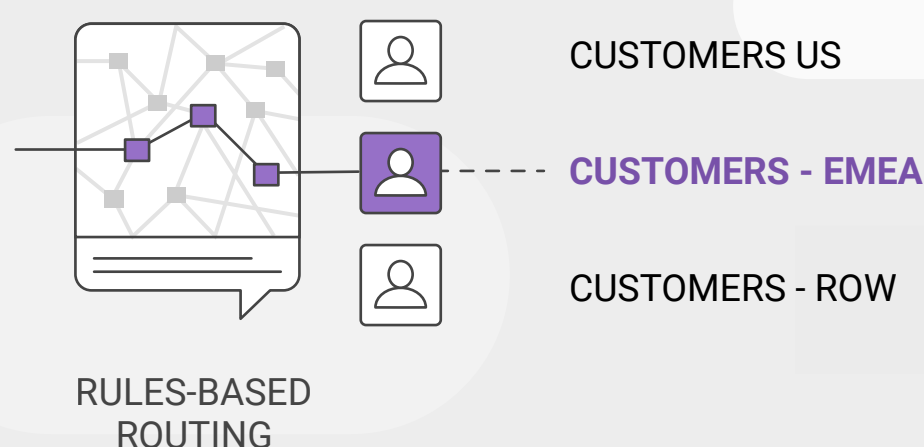 CUSTOMERS US
CUSTOMERS - EMEA
CUSTOMERS - ROW
RULES-BASED
ROUTING